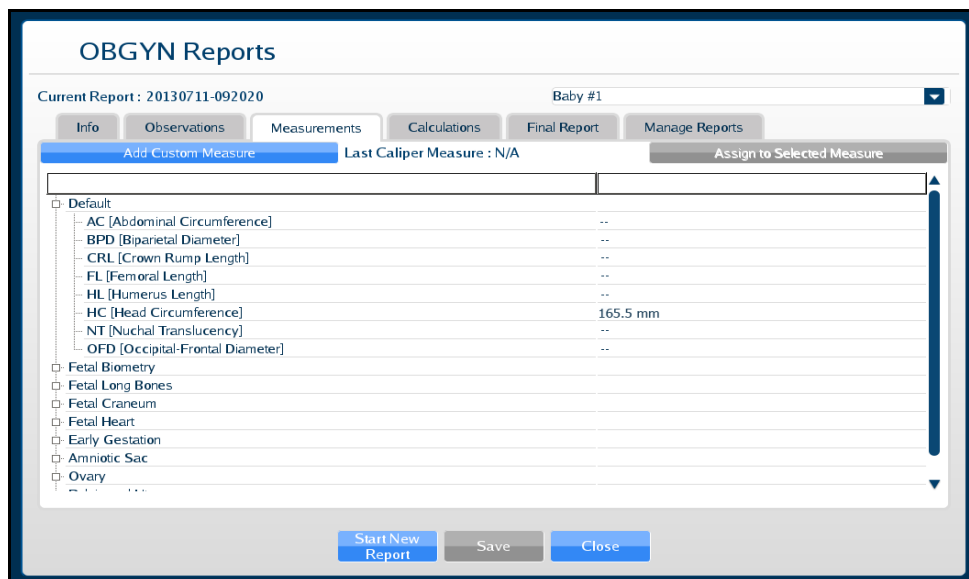 OBGYN Reports
Current Report : 20130711-092020 Baby #1
Info Observations Measurements Calculations Final Report Manage Reports
Add Custom Measure Last Caliper Measure : N/A Assign to Selected Measure
Default
AC [Abdominal Circumference] --
BPD [Biparietal Diameter] --
CRL [Crown Rump Length] --
FL [Femoral Length] --
HL [Humerus Length] --
HC [Head Circumference] 165.5 mm
NT [Nuchal Translucency] --
OFD [Occipital-Frontal Diameter] --
Fetal Biometry
Fetal Long Bones
Fetal Craneum
Fetal Heart
Early Gestation
Amniotic Sac
Ovary
Start New
Report Save Close